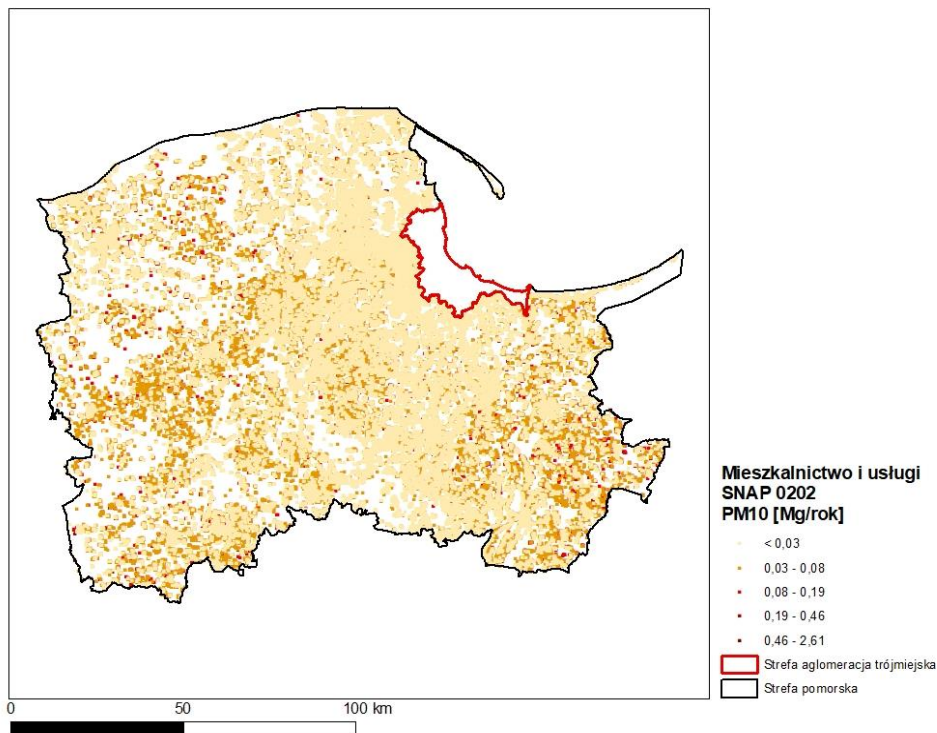 Mieszkalnictwo i usługi
SNAP 0202
PM10 [Mg/rok]
< 0,03
0,03 - 0,08
0,08 - 0,19
0,19 - 0,46
0,46 - 2,61
Strefa aglomeracja trójmiejska
Strefa pomorska
0 50 100 km